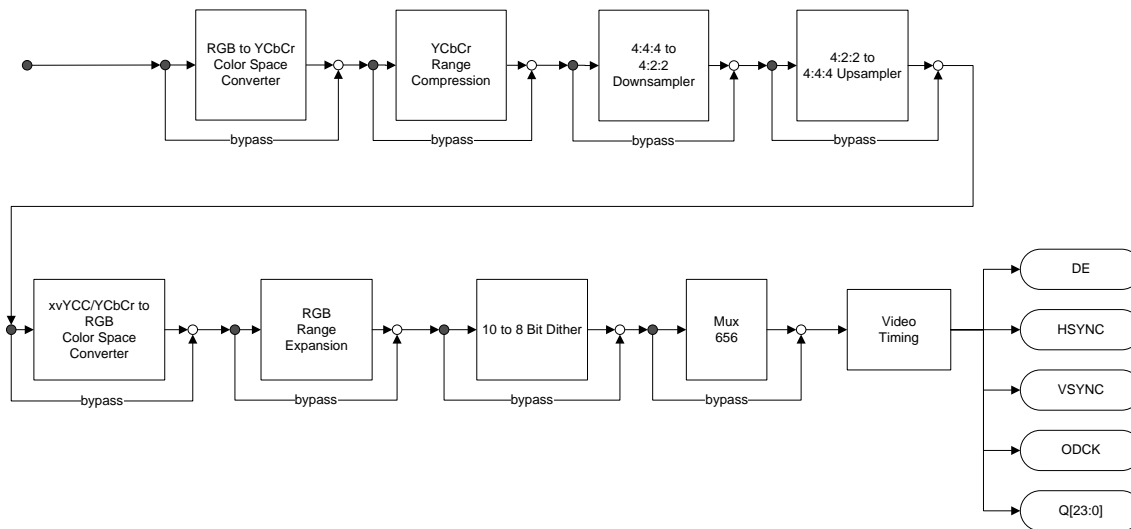 RGB to YCbCr
Color Space
Converter
YCbCr
Range
Compression
4:4:4 to
4:2:2
Downsampler
4:2:2 to
4:4:4 Upsampler
bypass
bypass
bypass
bypass
xvYCC/YCbCr to
RGB
Color Space
Converter
RGB
Range
Expansion
10 to 8 Bit Dither
Mux
656
Video
Timing
bypass
bypass
bypass
bypass
DE
HSYNC
VSYNC
ODCK
Q[23:0]